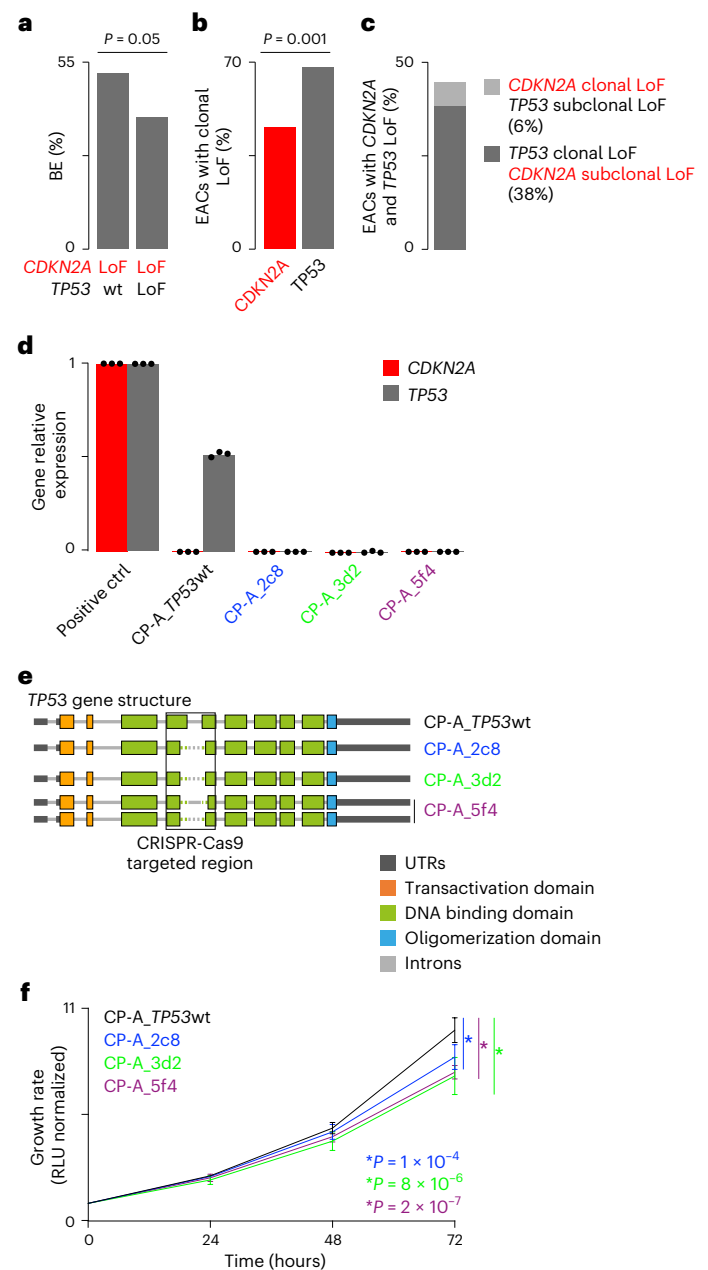 a
P = 0.05
55
BE (%)
0
CDKN2A LoF LoF
TP53 wt LoF
b
P = 0.001
70
EACs with clonal
LoF (%)
0
CDKN2A
TP53
c
50
EACs with CDKN2A
and TP53 LoF (%)
0
CDKN2A clonal LoF
TP53 subclonal LoF
(6%)
TP53 clonal LoF
CDKN2A subclonal LoF
(38%)
d
1
Gene relative
expression
0
CDKN2A
TP53
Positive ctrl
CP-A_TP53wt
CP-A_2c8
CP-A_3d2
CP-A_5f4
e
TP53 gene structure
CP-A_TP53wt
CP-A_2c8
CP-A_3d2
CP-A_5f4
CRISPR-Cas9
targeted region
UTRs
Transactivation domain
DNA binding domain
Oligomerization domain
Introns
f
11
CP-A_TP53wt
CP-A_2c8
CP-A_3d2
CP-A_5f4
Growth rate
(RLU normalized)
* * *
*P = 1 × 10⁻⁴
*P = 8 × 10⁻⁶
*P = 2 × 10⁻⁷
0
0 24 48 72
Time (hours)